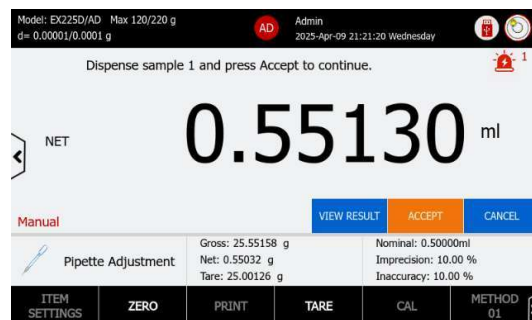 Model: EX225D/AD Max 120/220 g
d= 0.00001/0.0001 g
AD
Admin
2025-Apr-09 21:21:20 Wednesday
Dispense sample 1 and press Accept to continue.
1
NET
0.55130 ml
Manual
VIEW RESULT
ACCEPT
CANCEL
Pipette Adjustment
Gross: 25.55158 g
Net: 0.55032 g
Tare: 25.00126 g
Nominal: 0.50000ml
Imprecision: 10.00 %
Inaccuracy: 10.00 %
ITEM
SETTINGS
ZERO
PRINT
TARE
CAL
METHOD
01